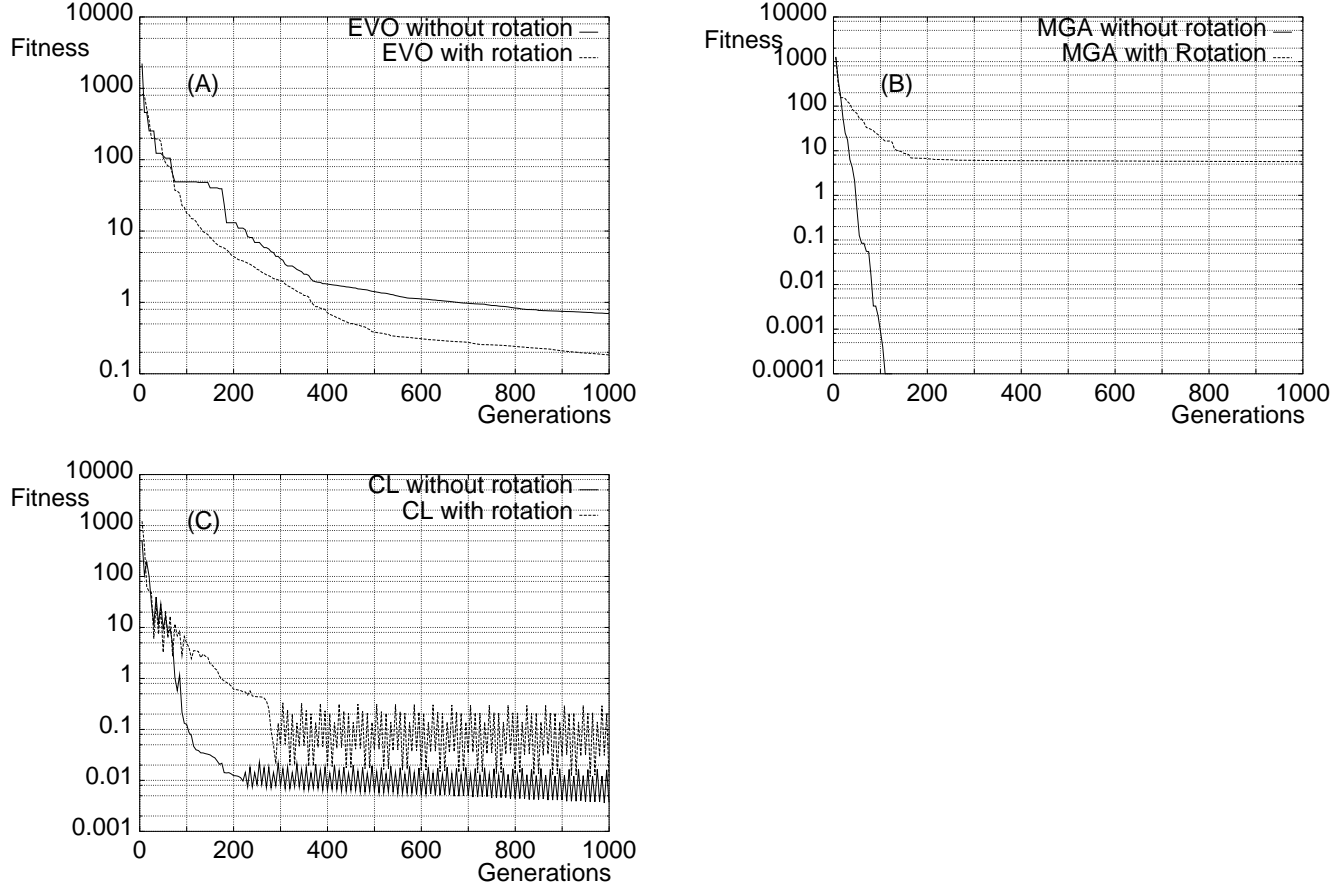 10000
Fitness
EVO without rotation
EVO with rotation
(A)
1000
100
10
1
0.1
0 200 400 600 800 1000
Generations
10000
Fitness
MGA without rotation
MGA with Rotation
(B)
1000
100
10
1
0.1
0.01
0.001
0.0001
0 200 400 600 800 1000
Generations
10000
Fitness
CL without rotation
CL with rotation
(C)
1000
100
10
1
0.1
0.01
0.001
0 200 400 600 800 1000
Generations